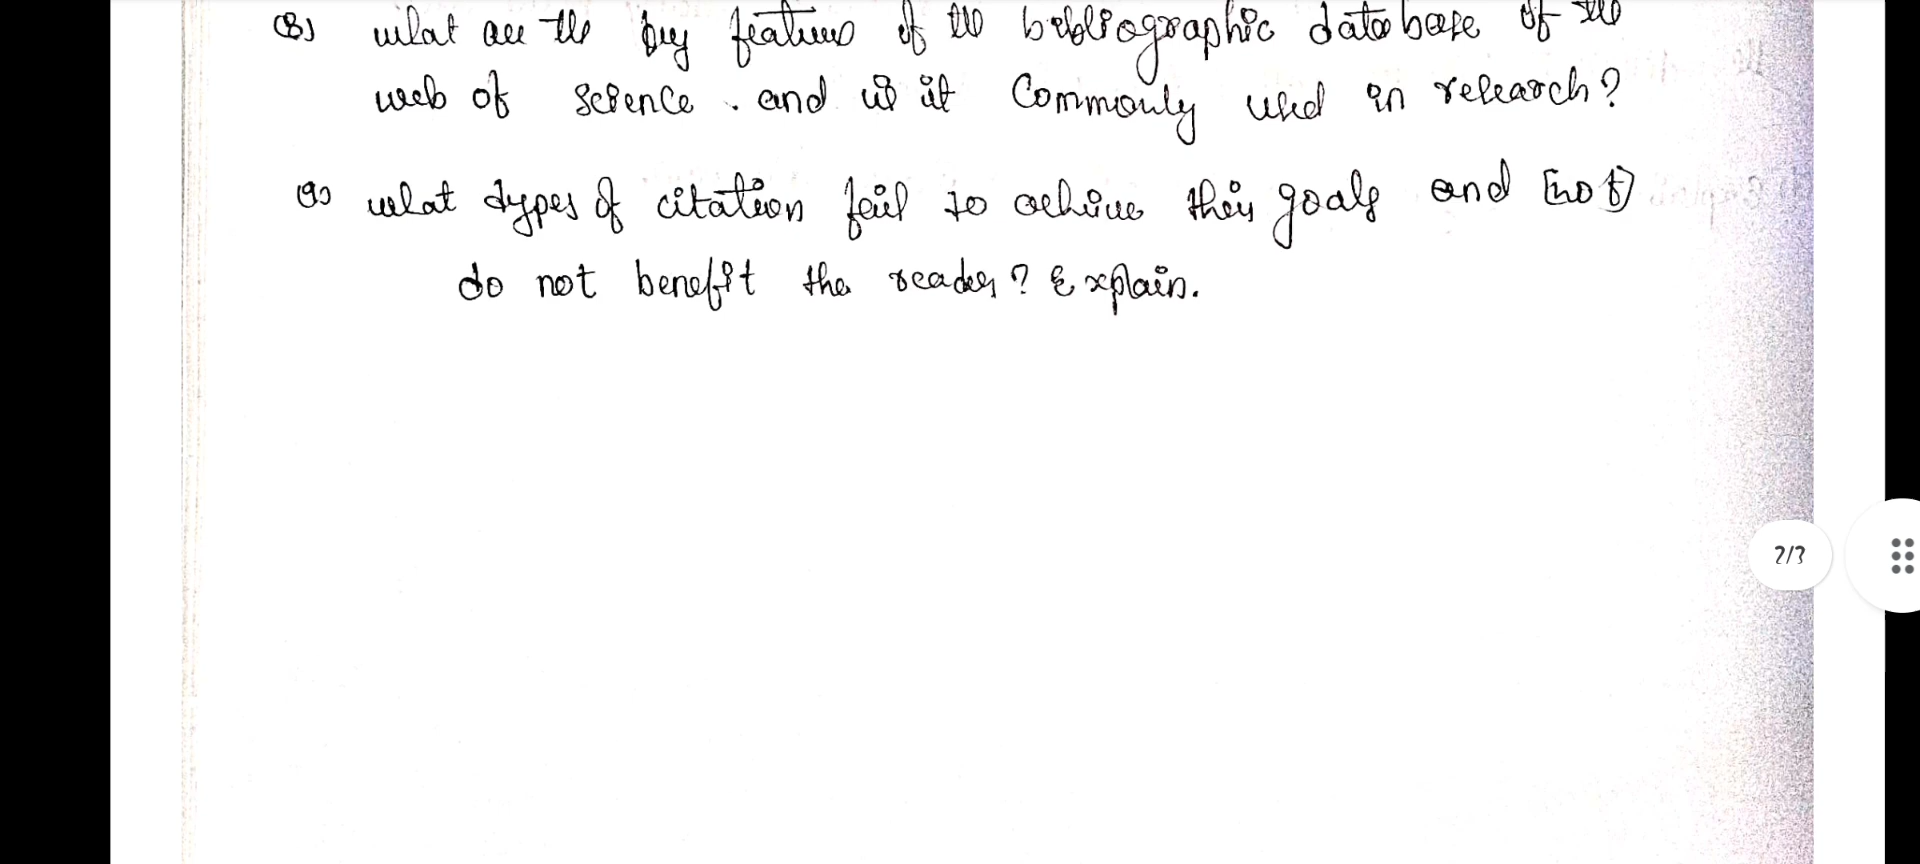 (8) what are the key features of the bibliographic database of the
web of science. and is it commonly used in research?
(9) what types of citation fail to achieve their goals and [not]
do not benefit the reader? Explain.
2/3